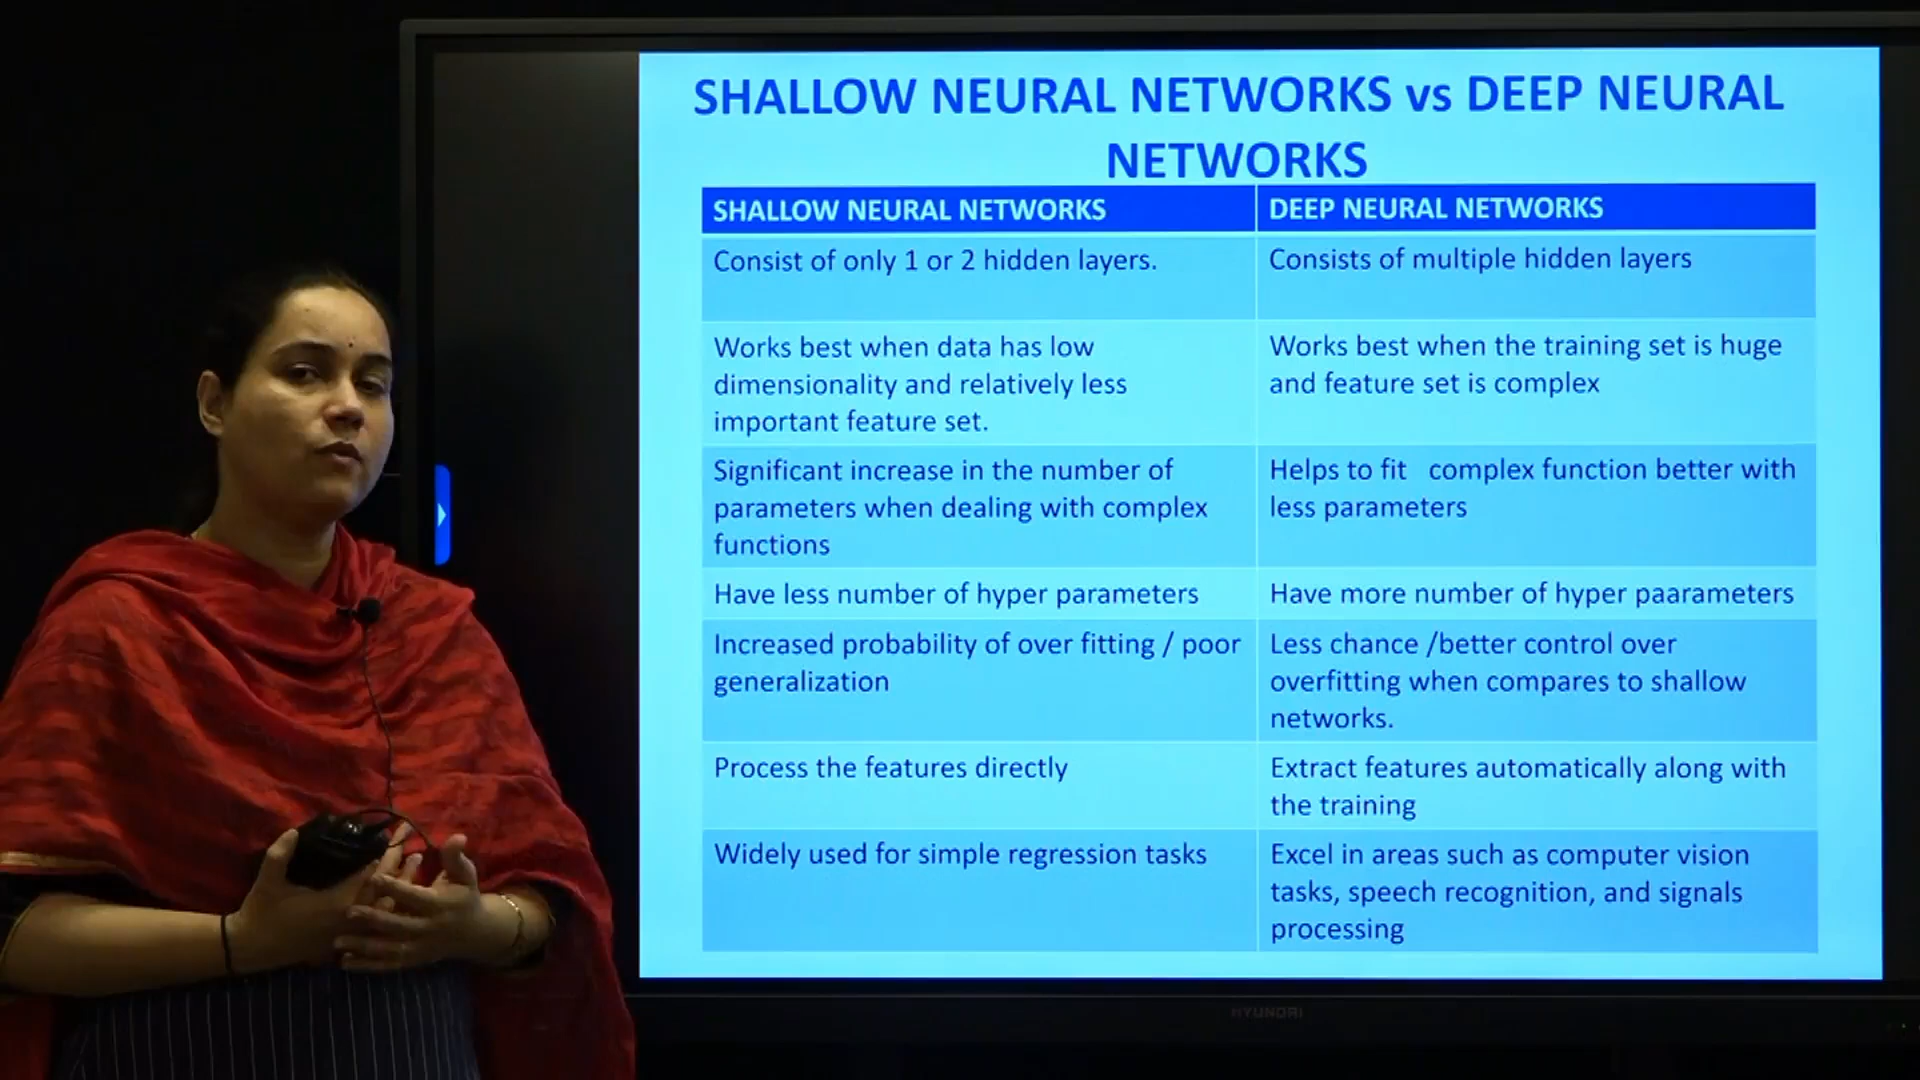 SHALLOW NEURAL NETWORKS vs DEEP NEURAL
NETWORKS
SHALLOW NEURAL NETWORKS
DEEP NEURAL NETWORKS
Consist of only 1 or 2 hidden layers.
Consists of multiple hidden layers
Works best when data has low
dimensionality and relatively less
important feature set.
Works best when the training set is huge
and feature set is complex
Significant increase in the number of
parameters when dealing with complex
functions
Helps to fit complex function better with
less parameters
Have less number of hyper parameters
Have more number of hyper paarameters
Increased probability of over fitting / poor
generalization
Less chance /better control over
overfitting when compares to shallow
networks.
Process the features directly
Extract features automatically along with
the training
Widely used for simple regression tasks
Excel in areas such as computer vision
tasks, speech recognition, and signals
processing
HYUNDAI